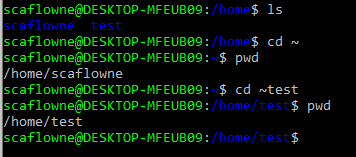 scaflowne@DESKTOP-MFEUB09:/home$ ls
scaflowne  test
scaflowne@DESKTOP-MFEUB09:/home$ cd ~
scaflowne@DESKTOP-MFEUB09:~$ pwd
/home/scaflowne
scaflowne@DESKTOP-MFEUB09:~$ cd ~test
scaflowne@DESKTOP-MFEUB09:/home/test$ pwd
/home/test
scaflowne@DESKTOP-MFEUB09:/home/test$